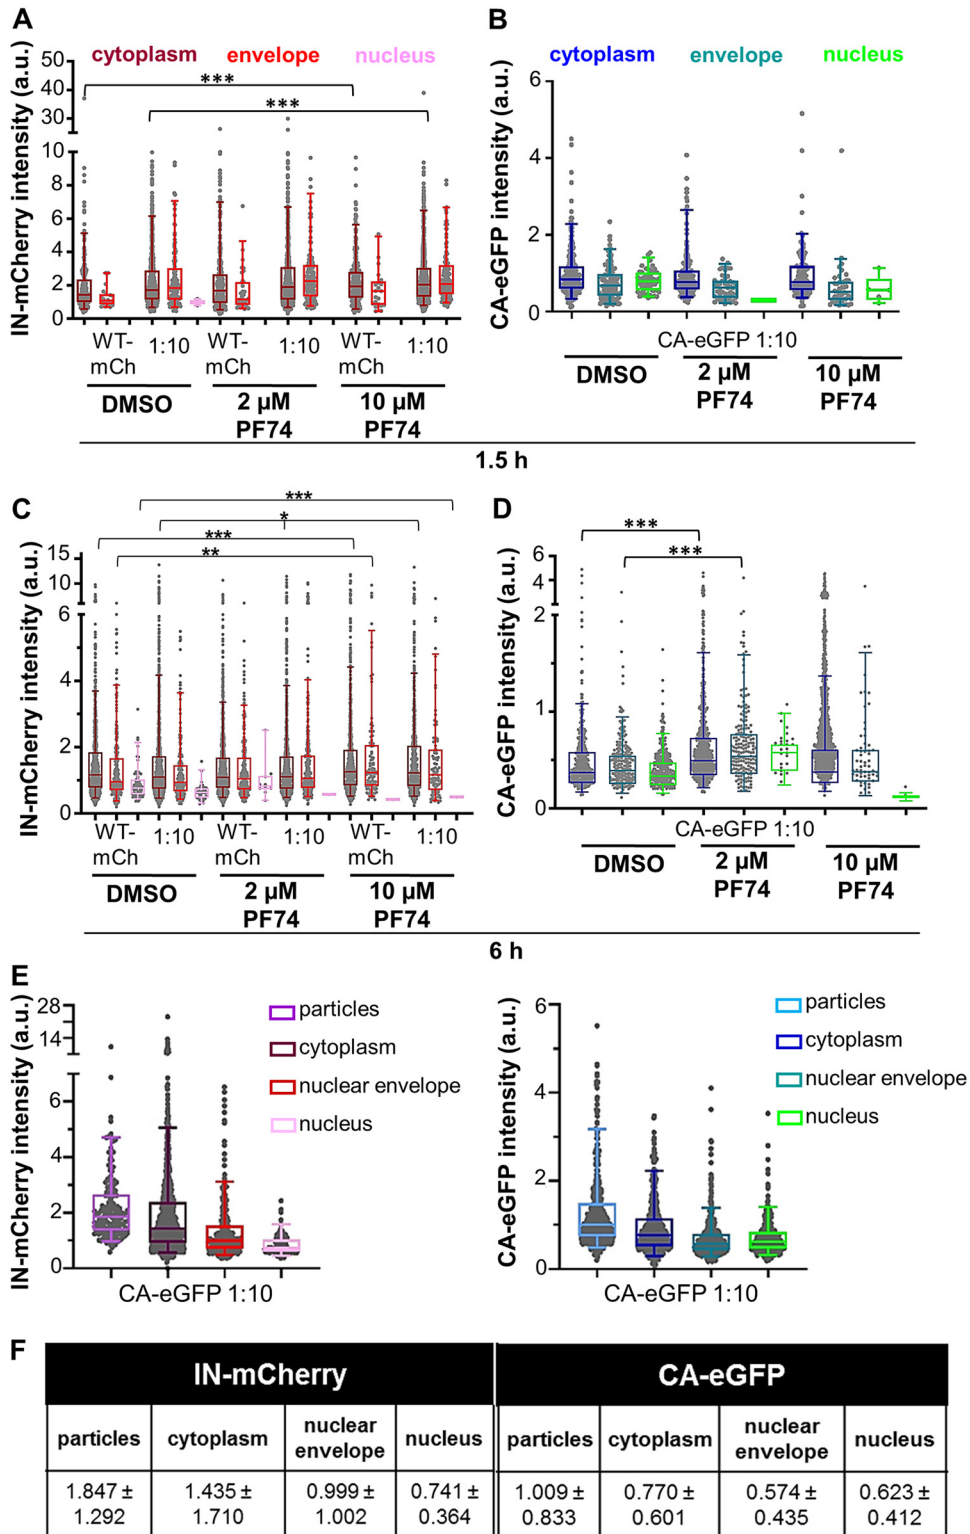 A
IN-mCherry intensity (a.u.)
cytoplasm envelope nucleus
***
***
50
40
30
10
8
6
4
2
0
WT-mCh 1:10 WT-mCh 1:10 WT-mCh 1:10
DMSO 2 µM PF74 10 µM PF74
B
CA-eGFP intensity (a.u.)
cytoplasm envelope nucleus
6
4
2
0
CA-eGFP 1:10
DMSO 2 µM PF74 10 µM PF74
1.5 h
C
IN-mCherry intensity (a.u.)
***
*
***
**
15
10
6
4
2
0
WT-mCh 1:10 WT-mCh 1:10 WT-mCh 1:10
DMSO 2 µM PF74 10 µM PF74
D
CA-eGFP intensity (a.u.)
***
***
6
4
2
1
0
CA-eGFP 1:10
DMSO 2 µM PF74 10 µM PF74
6 h
E
IN-mCherry intensity (a.u.)
28
14
6
4
2
0
particles
cytoplasm
nuclear envelope
nucleus
CA-eGFP 1:10
CA-eGFP intensity (a.u.)
6
4
2
0
particles
cytoplasm
nuclear envelope
nucleus
CA-eGFP 1:10
F
IN-mCherry CA-eGFP
particles cytoplasm nuclear envelope nucleus particles cytoplasm nuclear envelope nucleus
1.847 ± 1.292 1.435 ± 1.710 0.999 ± 1.002 0.741 ± 0.364 1.009 ± 0.833 0.770 ± 0.601 0.574 ± 0.435 0.623 ± 0.412